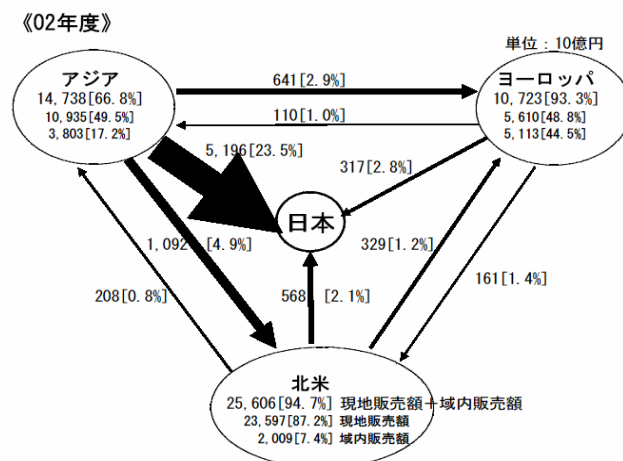 《02年度》
単位：10億円
アジア
14,738[66.8%]
10,935[49.5%]
3,803[17.2%]
641[2.9%]
110[1.0%]
ヨーロッパ
10,723[93.3%]
5,610[48.8%]
5,113[44.5%]
5,196[23.5%]
317[2.8%]
日本
1,092[4.9%]
329[1.2%]
208[0.8%]
568[2.1%]
161[1.4%]
北米
25,606[94.7%] 現地販売額＋域内販売額
23,597[87.2%] 現地販売額
2,009[7.4%] 域内販売額